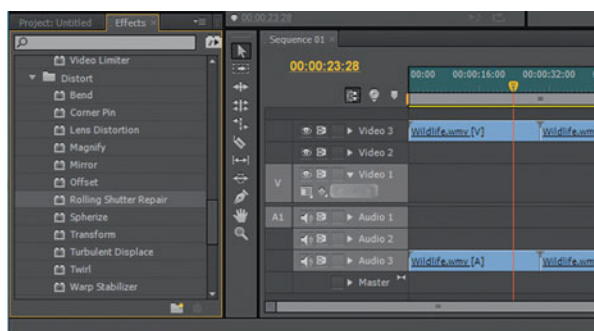 Project: Untitled
Effects ×
00:00:23:28
Video Limiter
Distort
Bend
Corner Pin
Lens Distortion
Magnify
Mirror
Offset
Rolling Shutter Repair
Spherize
Transform
Turbulent Displace
Twirl
Warp Stabilizer
Sequence 01 ×
00:00:23:28
00:00
00:00:16:00
00:00:32:00
Video 3
Wildlife.wmv [V]
Wildlife.wm
Video 2
V
Video 1
A1
Audio 1
Audio 2
Audio 3
Wildlife.wmv [A]
Wildlife.wm
Master